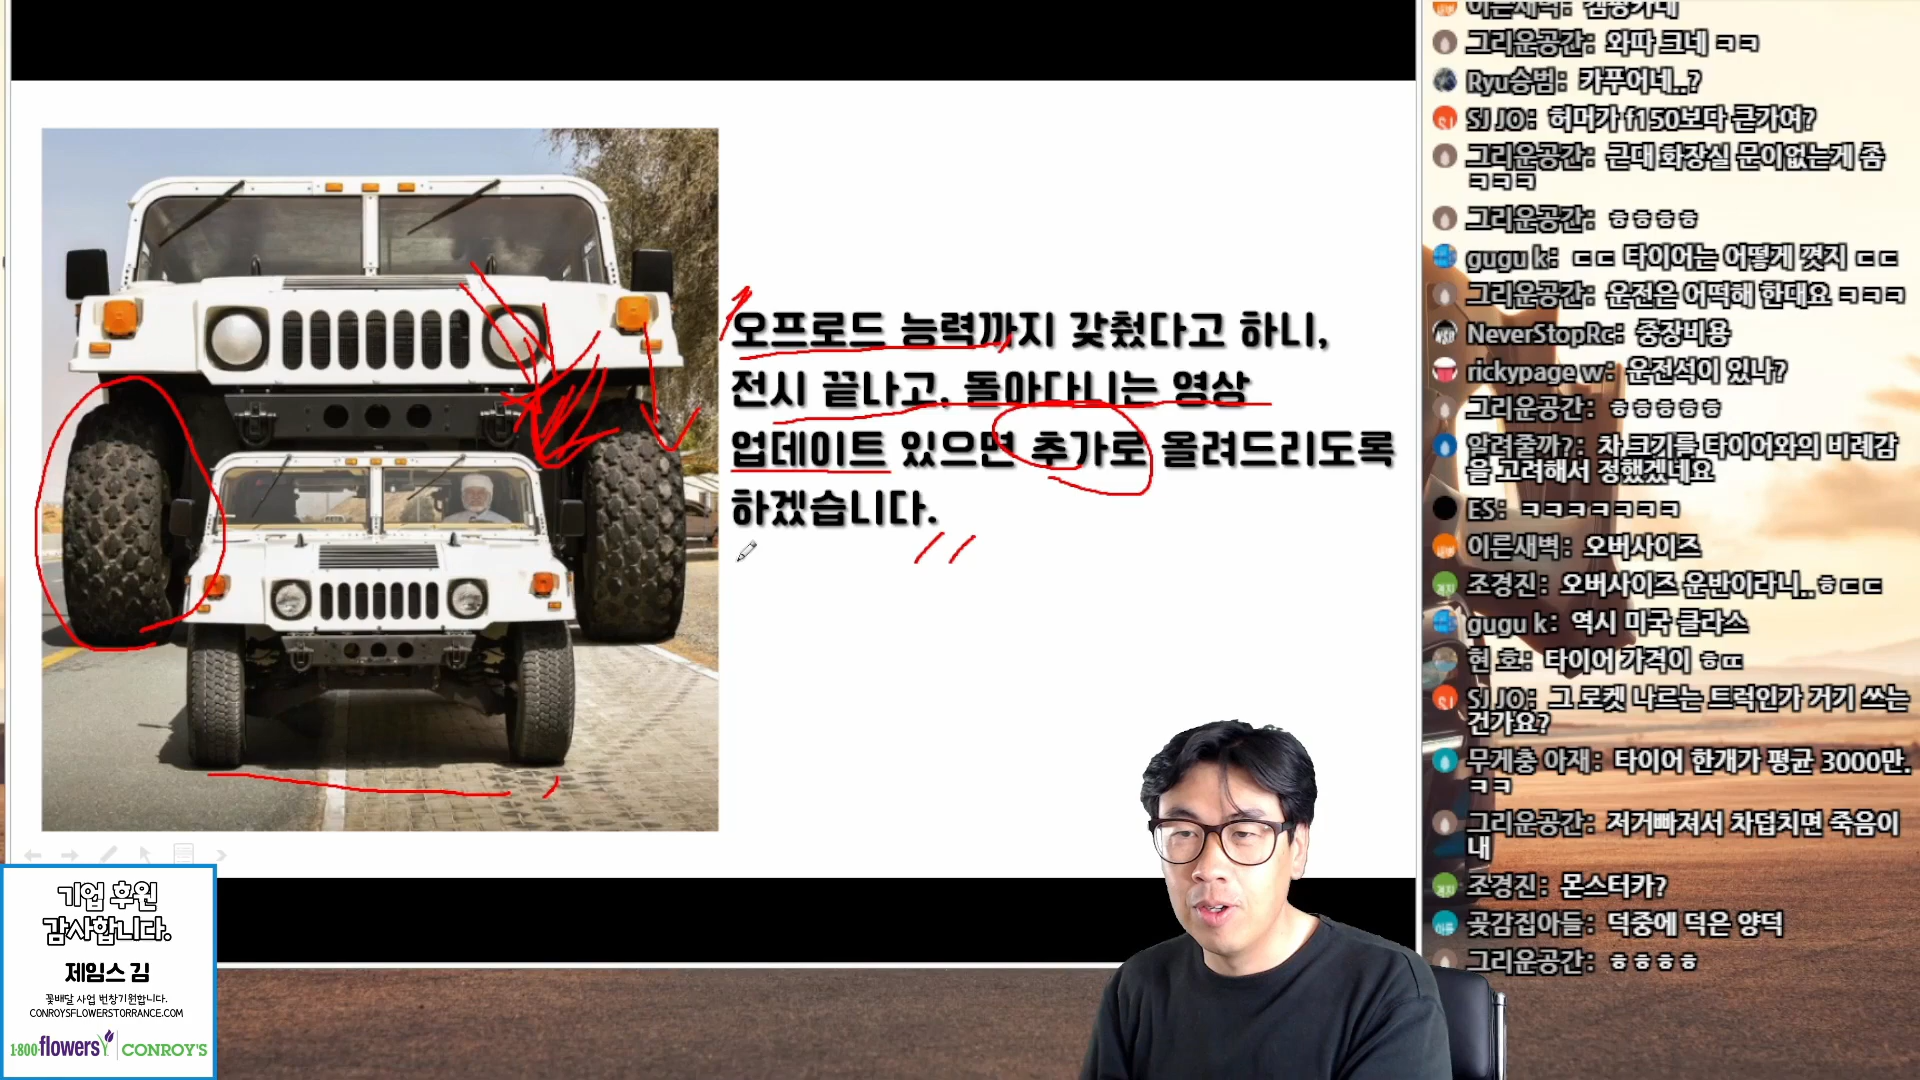 오프로드 능력까지 갖췄다고 하니,
전시 끝나고, 돌아다니는 영상
업데이트 있으면 추가로 올려드리도록
하겠습니다.
기업 후원
감사합니다.
제임스 김
꽃배달 사업 번창기원합니다.
CONROYSFLOWERSTORRANCE.COM
1-800-flowers CONROY'S
이른새벽: 캠핑카네
그리운공간: 와따 크네 ㅋㅋ
Ryu승범: 카푸어네..?
SJ JO: 허머가 f150보다 큰가여?
그리운공간: 근대 화장실 문이없는게 좀
ㅋㅋㅋ
그리운공간: ㅎㅎㅎㅎ
gugu k: ㄷㄷ 타이어는 어떻게 꼈지 ㄷㄷ
그리운공간: 운전은 어떡해 한대요 ㅋㅋㅋ
NeverStopRc: 중장비용
rickypage w: 운전석이 있나?
그리운공간: ㅎㅎㅎㅎㅎ
알려줄까?: 차 크기를 타이어와의 비례감
을 고려해서 정했겠네요
ES: ㅋㅋㅋㅋㅋㅋㅋ
이른새벽: 오버사이즈
조경진: 오버사이즈 운반이라니..ㅎㄷㄷ
gugu k: 역시 미국 클라스
현 호: 타이어 가격이 ㅎㄸ
SJ JO: 그 로켓 나르는 트럭인가 거기 쓰는
건가요?
무게충 아재: 타이어 한개가 평균 3000만.
ㅋㅋ
그리운공간: 저거빠져서 차덥치면 죽음이
내
조경진: 몬스터카?
곶감집아들: 덕중에 덕은 양덕
그리운공간: ㅎㅎㅎㅎ